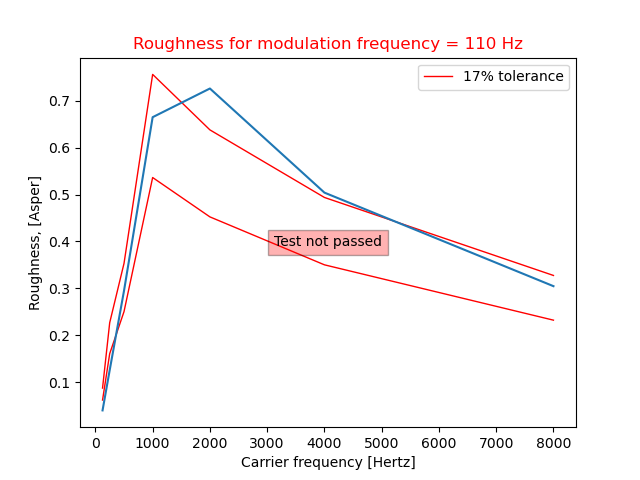 Roughness for modulation frequency = 110 Hz
17% tolerance
0.7
0.6
0.5
0.4
0.3
0.2
0.1
Roughness, [Asper]
Test not passed
0 1000 2000 3000 4000 5000 6000 7000 8000
Carrier frequency [Hertz]